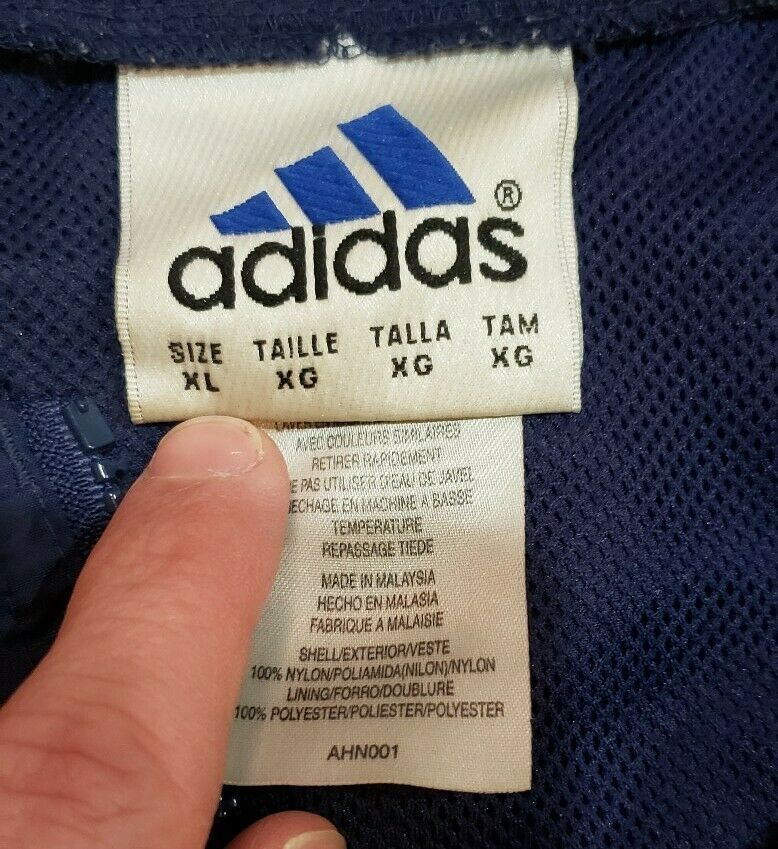 adidas®
SIZE TAILLE TALLA TAM
XL XG XG XG
AVEC COULEURS SIMILAIRES
RETIRER RAPIDEMENT
PAS UTILISER D'EAU DE JAVEL
EN MACHINE A BASSE
TEMPERATURE
REPASSAGE TIEDE
MADE IN MALAYSIA
HECHO EN MALASIA
FABRIQUE A MALAISIE
SHELL/EXTERIOR/VESTE
100% NYLON/POLIAMIDA(NILON)/NYLON
LINING/FORRO/DOUBLURE
100% POLYESTER/POLIESTER/POLYESTER
AHN001